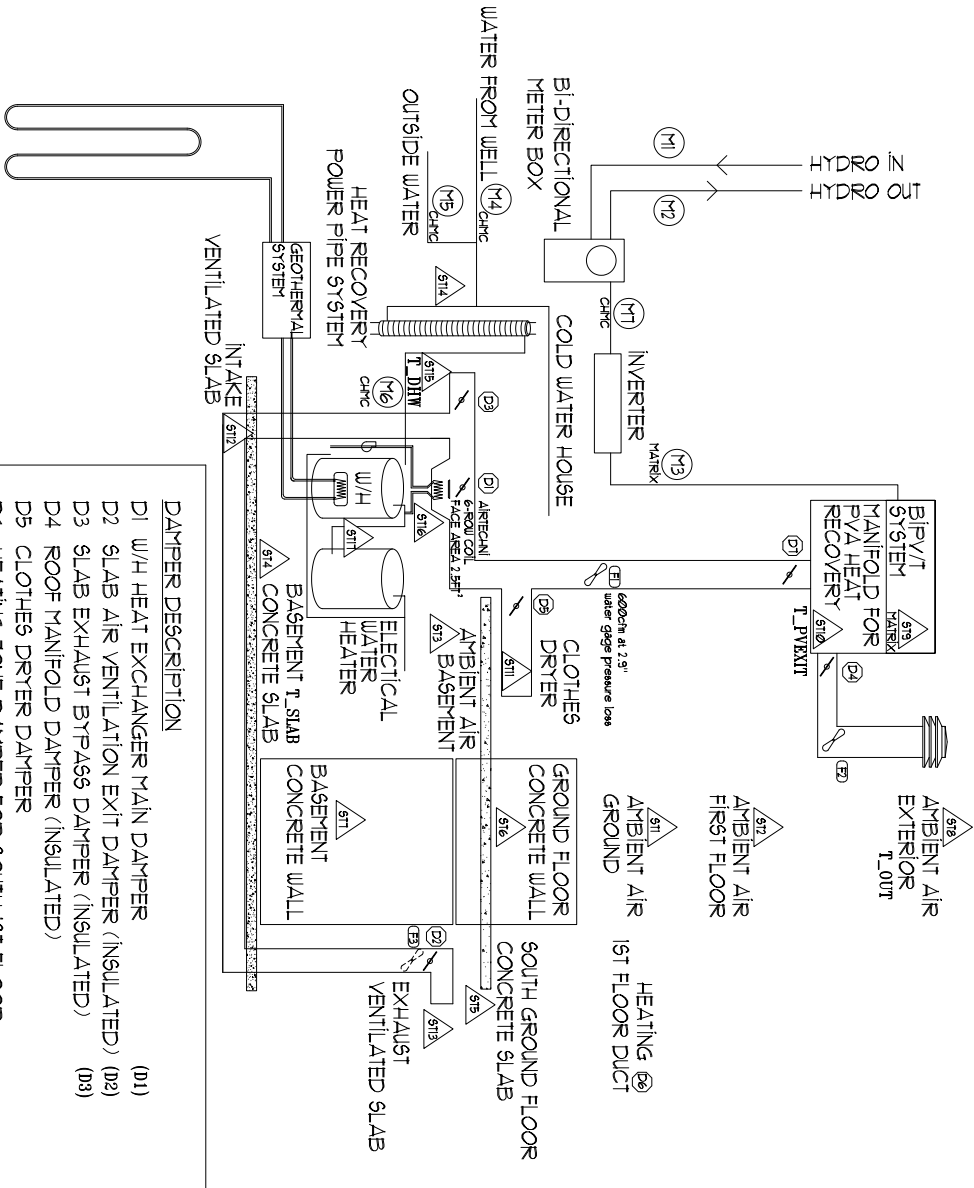 HYDRO IN
HYDRO OUT
M1
M2
BI-DIRECTIONAL
METER BOX
M7
CHMC
INVERTER
M3
MATRIX
BIPV/T
SYSTEM
MANIFOLD FOR
PVA HEAT
RECOVERY
ST9
MATRIX
ST10
T_PVEXIT
D4
F2
ST8
AMBIENT AIR
EXTERIOR
T_OUT
WATER FROM WELL
M4
CHMC
M5
CHMC
OUTSIDE WATER
ST14
COLD WATER HOUSE
HEAT RECOVERY
POWER PIPE SYSTEM
ST15
T_DHW
M6
CHMC
D3
D1
AIRTECHNI
6-ROW COIL
FACE AREA 2.5FT²
D7
F1
600cfm at 2.9"
water gage pressure loss
D5
ST11
CLOTHES
DRYER
ST2
AMBIENT AIR
FIRST FLOOR
ST1
AMBIENT AIR
GROUND
HEATING D6
1ST FLOOR DUCT
GEOTHERMAL
SYSTEM
INTAKE
VENTILATED SLAB
ST12
W/H
ST16
ST17
ELECTICAL
WATER
HEATER
ST3
AMBIENT AIR
BASEMENT
ST4
BASEMENT T_SLAB
CONCRETE SLAB
GROUND FLOOR
CONCRETE WALL
ST6
BASEMENT
CONCRETE WALL
ST7
SOUTH GROUND FLOOR
CONCRETE SLAB
ST5
D2
F3
ST13
EXHAUST
VENTILATED SLAB
DAMPER DESCRIPTION
D1 W/H HEAT EXCHANGER MAIN DAMPER (D1)
D2 SLAB AIR VENTILATION EXIT DAMPER (INSULATED) (D2)
D3 SLAB EXHAUST BYPASS DAMPER (INSULATED) (D3)
D4 ROOF MANIFOLD DAMPER (INSULATED)
D5 CLOTHES DRYER DAMPER